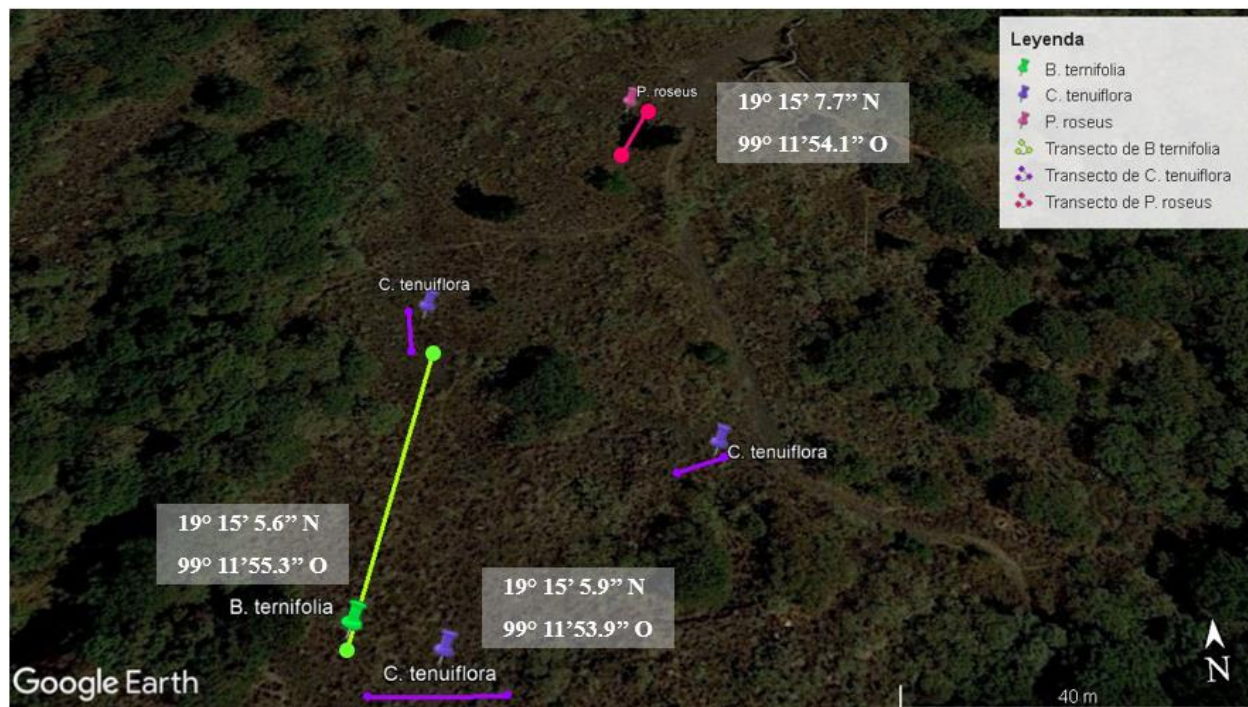 Leyenda
B. ternifolia
C. tenuiflora
P. roseus
Transecto de B ternifolia
Transecto de C. tenuiflora
Transecto de P. roseus
P. roseus
19° 15’ 7.7” N
99° 11’54.1” O
C. tenuiflora
C. tenuiflora
19° 15’ 5.6” N
99° 11’55.3” O
B. ternifolia
19° 15’ 5.9” N
99° 11’53.9” O
C. tenuiflora
Google Earth
N
40 m